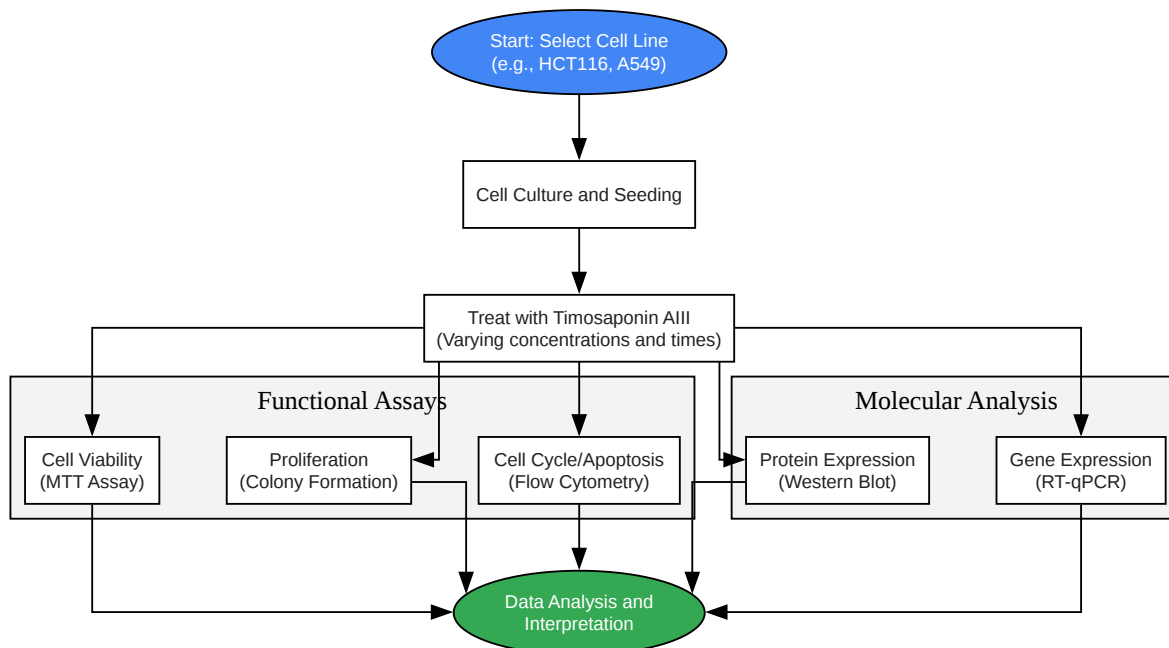 Start: Select Cell Line
(e.g., HCT116, A549)
Cell Culture and Seeding
Treat with Timosaponin AIII
(Varying concentrations and times)
Functional Assays
Molecular Analysis
Cell Viability
(MTT Assay)
Proliferation
(Colony Formation)
Cell Cycle/Apoptosis
(Flow Cytometry)
Protein Expression
(Western Blot)
Gene Expression
(RT-qPCR)
Data Analysis and
Interpretation